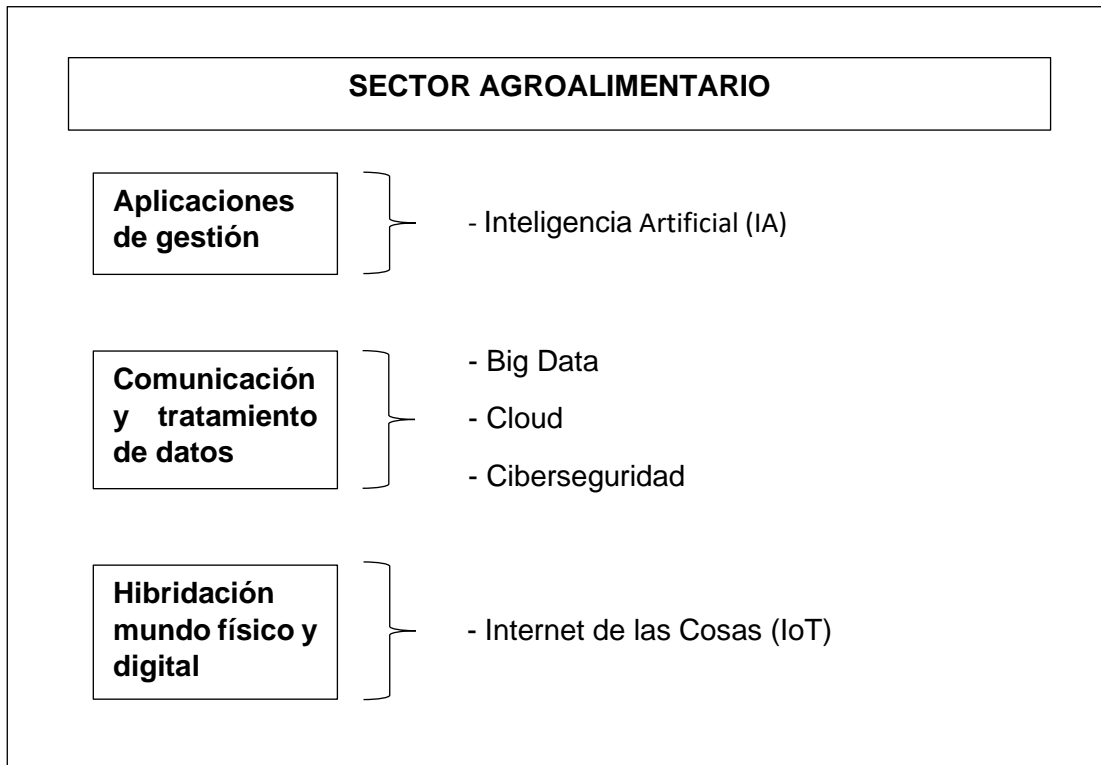 SECTOR AGROALIMENTARIO
Aplicaciones
de gestión
- Inteligencia Artificial (IA)
Comunicación
y tratamiento
de datos
- Big Data
- Cloud
- Ciberseguridad
Hibridación
mundo físico y
digital
- Internet de las Cosas (IoT)